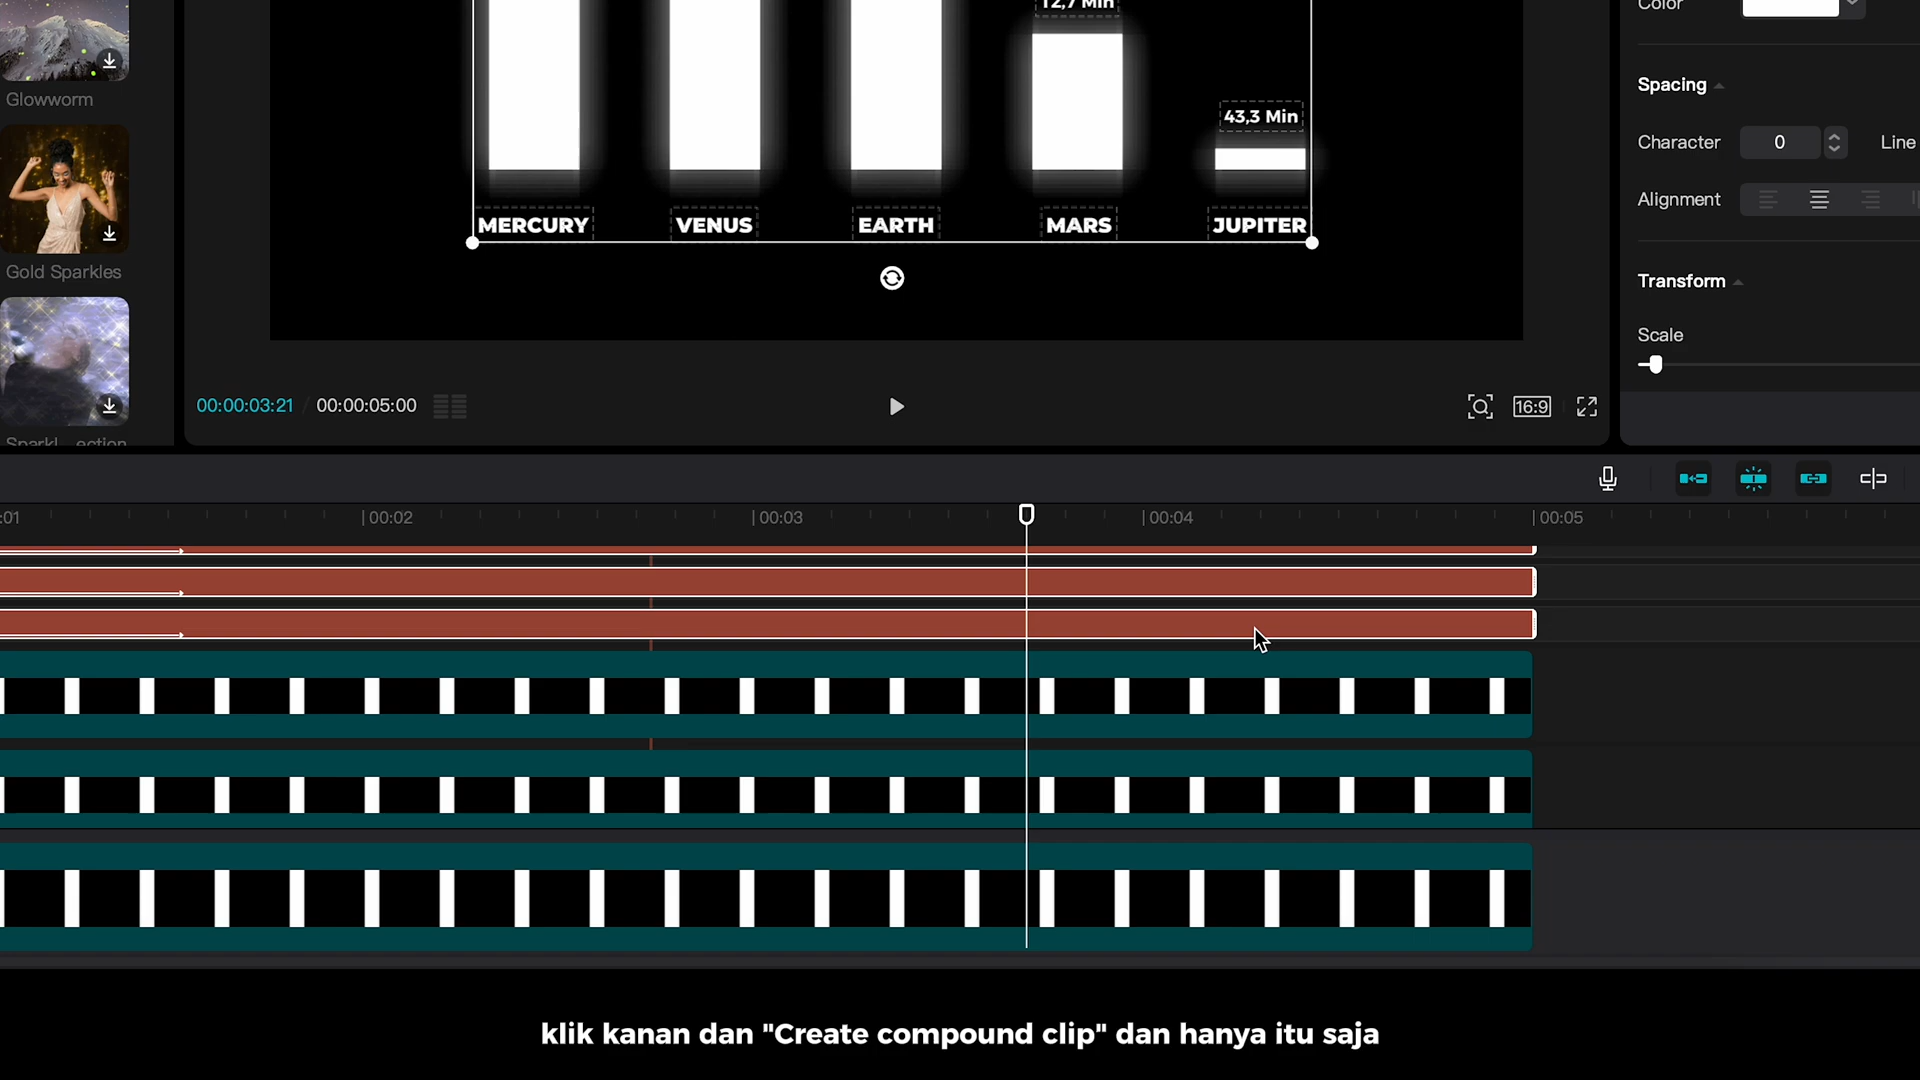 Color
12,7 Min
Glowworm
Spacing
43,3 Min
Character 0 Line
Alignment
MERCURY VENUS EARTH MARS JUPITER
Gold Sparkles
Transform
Scale
00:00:03:21 / 00:00:05:00
16:9
Sparkl...ection
:01 00:02 00:03 00:04 00:05
klik kanan dan "Create compound clip" dan hanya itu saja